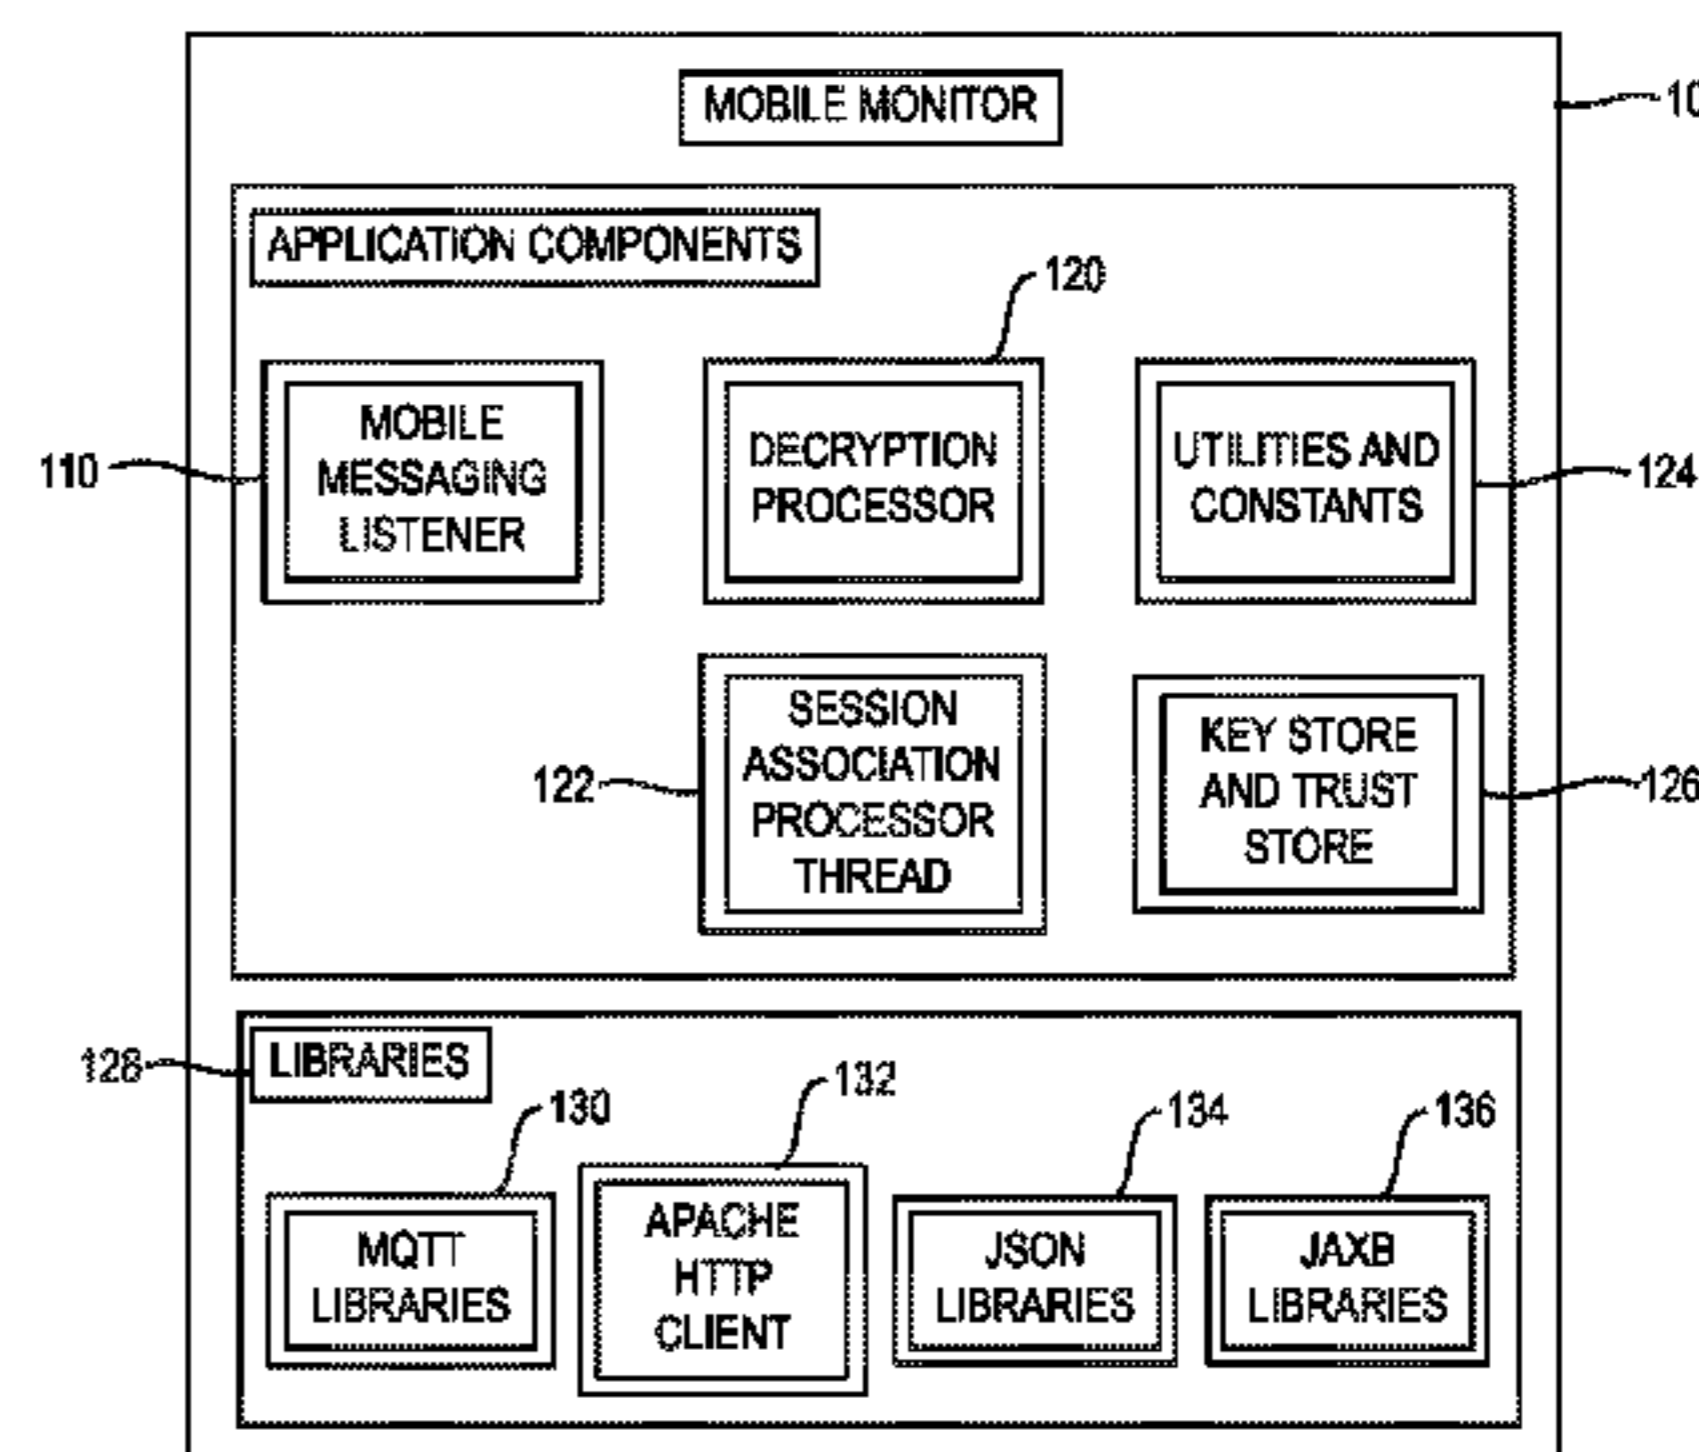 MOBILE MONITOR
APPLICATION COMPONENTS
120
110
MOBILE
MESSAGING
LISTENER
DECRYPTION
PROCESSOR
UTILITIES AND
CONSTANTS
124
122
SESSION
ASSOCIATION
PROCESSOR
THREAD
KEY STORE
AND TRUST
STORE
126
128
LIBRARIES
130
132
134
136
MQTT
LIBRARIES
APACHE
HTTP
CLIENT
JSON
LIBRARIES
JAXB
LIBRARIES